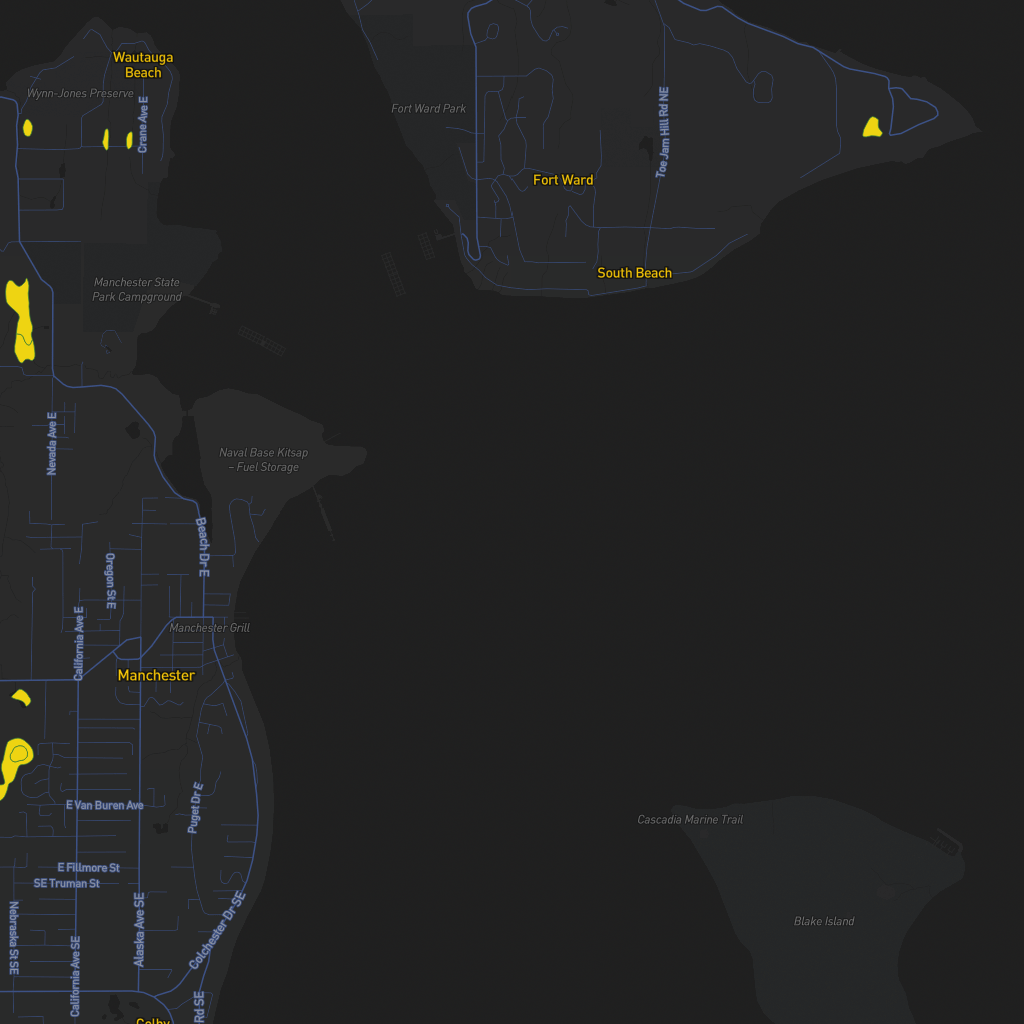 Wautauga
Beach
Wynn-Jones Preserve
Crane Ave E
Fort Ward Park
Toe Jam Hill Rd NE
Fort Ward
South Beach
Manchester State
Park Campground
Nevada Ave E
Naval Base Kitsap
– Fuel Storage
Beach Dr E
Oregon St E
California Ave E
Manchester Grill
Manchester
Puget Dr E
E Van Buren Ave
Cascadia Marine Trail
E Fillmore St
SE Truman St
Nebraska St SE
Alaska Ave SE
Colchester Dr SE
California Ave SE
Blake Island
Rd SE
Colby